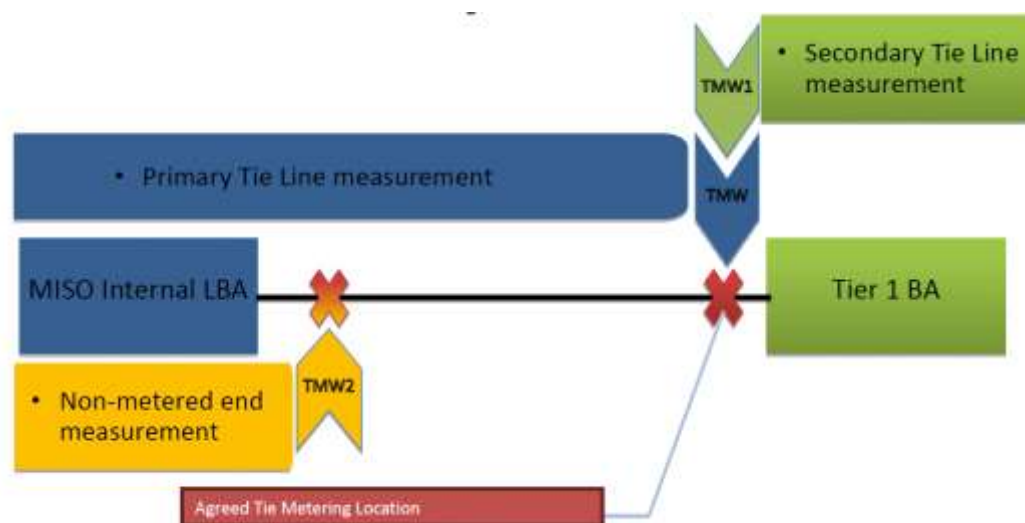 TMW1
• Secondary Tie Line
measurement
• Primary Tie Line measurement
TMW
MISO Internal LBA
Tier 1 BA
TMW2
• Non-metered end
measurement
Agreed Tie Metering Location